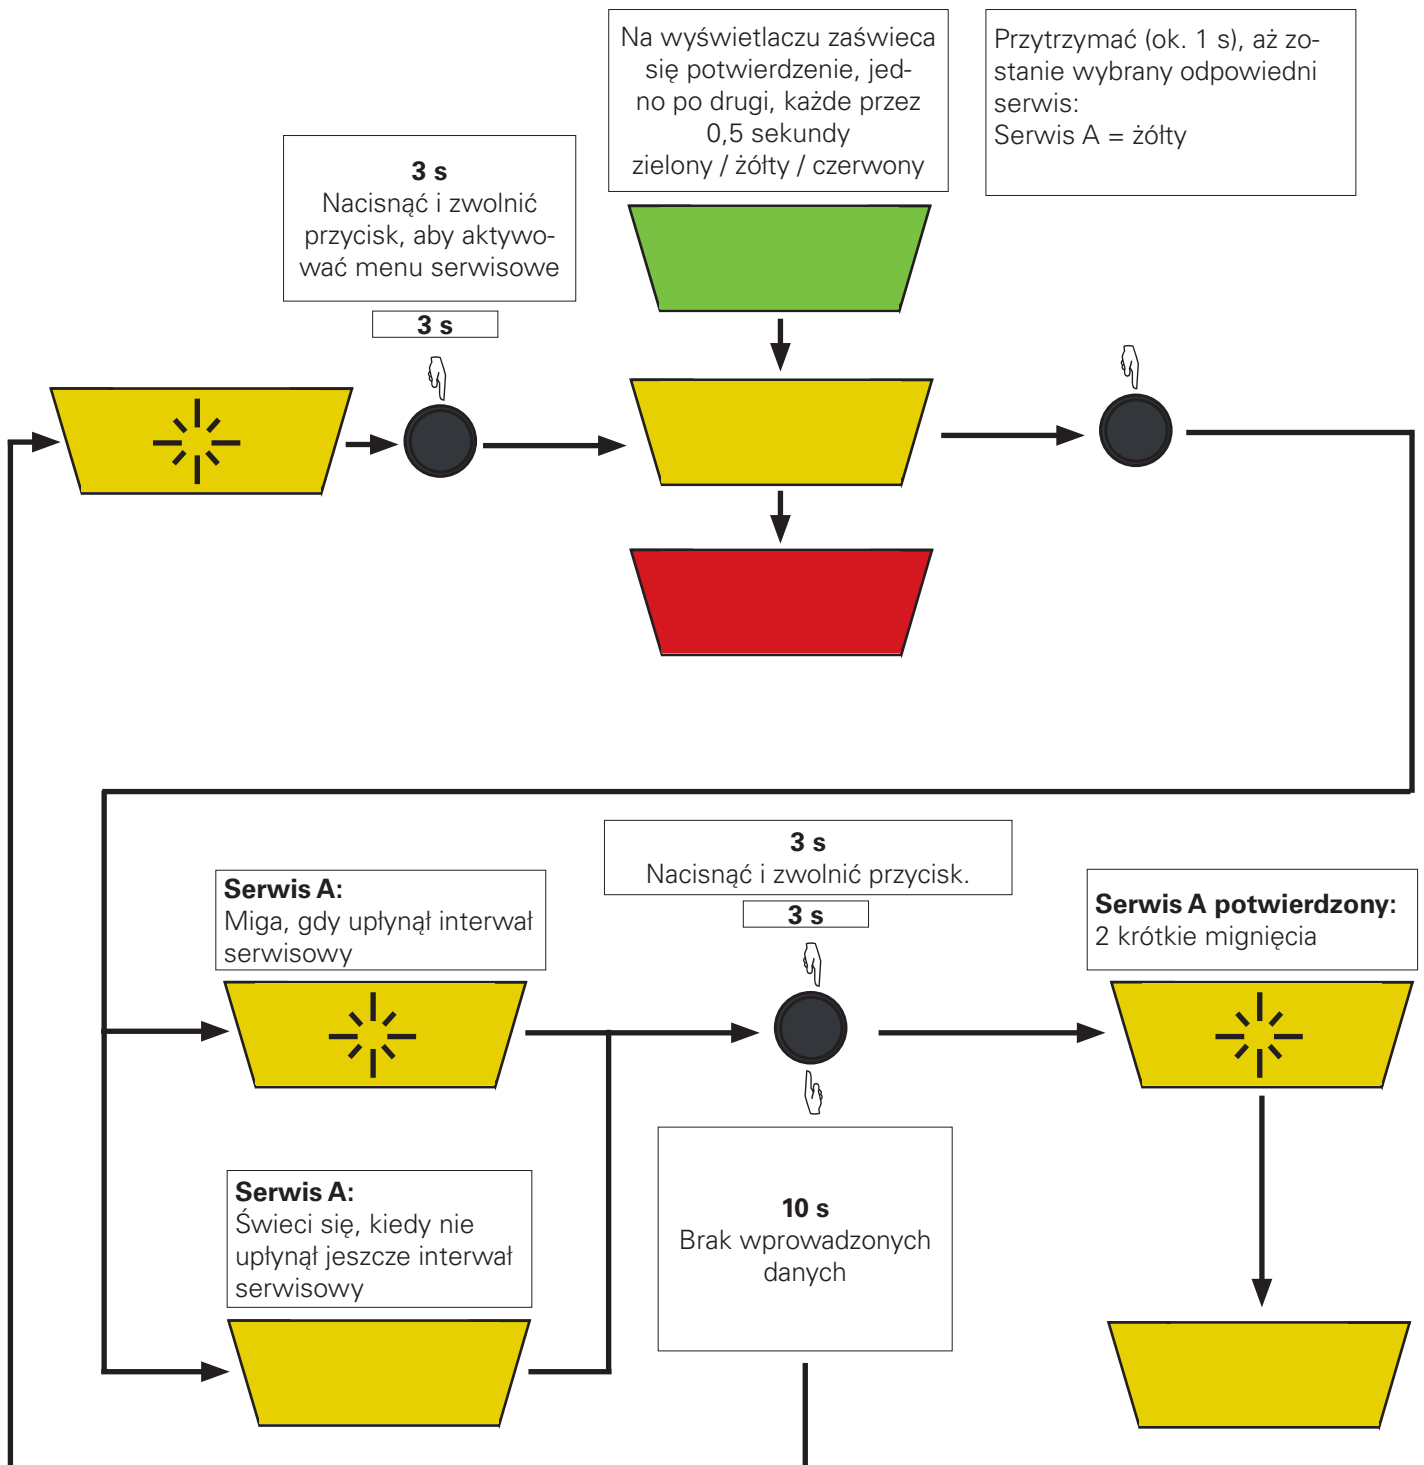 Na wyświetlaczu zaświeca
się potwierdzenie, jed-
no po drugi, każde przez
0,5 sekundy
zielony / żółty / czerwony
Przytrzymać (ok. 1 s), aż zo-
stanie wybrany odpowiedni
serwis:
Serwis A = żółty
3 s
Nacisnąć i zwolnić
przycisk, aby aktywo-
wać menu serwisowe
3 s
3 s
Nacisnąć i zwolnić przycisk.
3 s
Serwis A:
Miga, gdy upłynął interwał
serwisowy
Serwis A potwierdzony:
2 krótkie mignięcia
Serwis A:
Świeci się, kiedy nie
upłynął jeszcze interwał
serwisowy
10 s
Brak wprowadzonych
danych